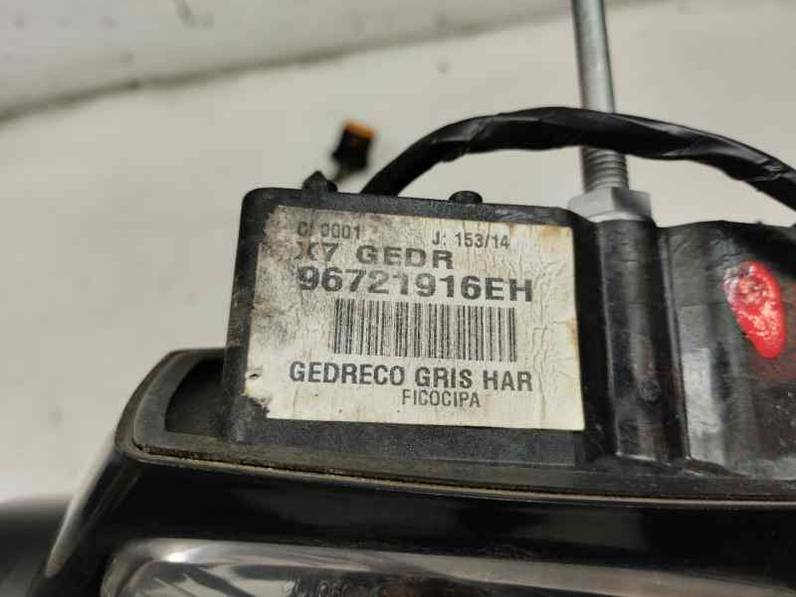 C/ 0001 J: 153/14
X7 GEDR
96721916EH
GEDRECO GRIS HAR
FICOCIPA